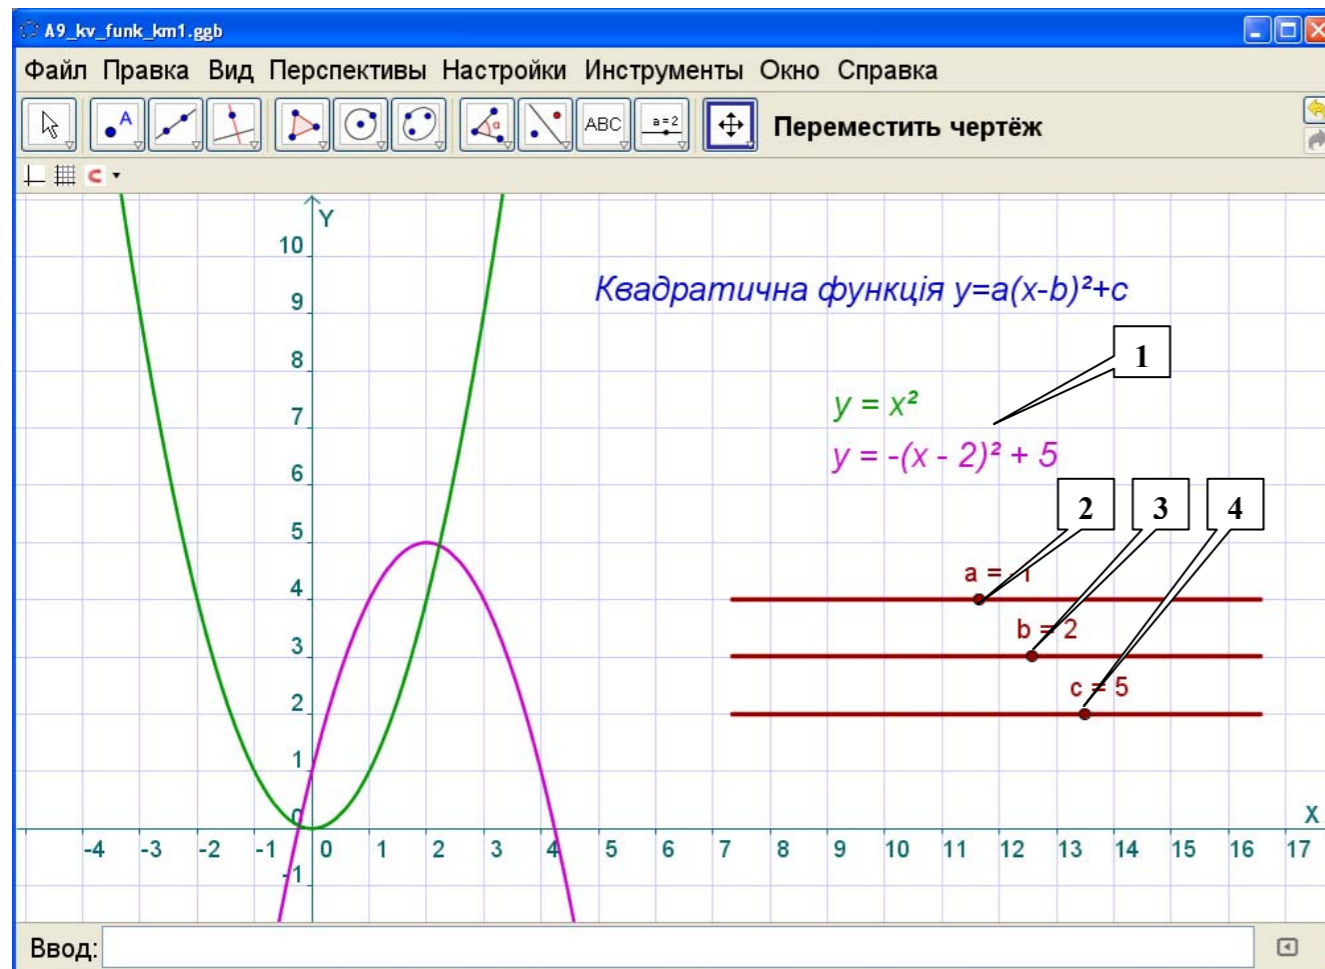 A9_kv_funk_km1.ggb
Файл Правка Вид Перспективы Настройки Инструменты Окно Справка
A α ABC a=2 Переместить чертёж
Y
10
9
8
7
6
5
4
3
2
1
0
-1
Квадратична функція y=a(x-b)²+c
1
y = x²
y = -(x - 2)² + 5
2 3 4
a = -1
b = 2
c = 5
X
-4 -3 -2 -1 0 1 2 3 4 5 6 7 8 9 10 11 12 13 14 15 16 17
Ввод: